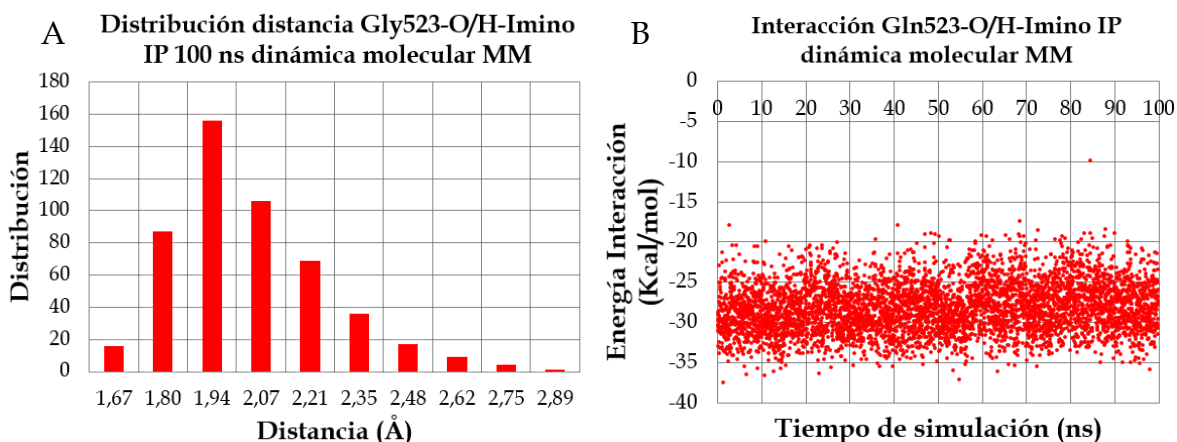 A
Distribución distancia Gly523-O/H-Imino
IP 100 ns dinámica molecular MM
Distribución
180
160
140
120
100
80
60
40
20
0
1,67 1,80 1,94 2,07 2,21 2,35 2,48 2,62 2,75 2,89
Distancia (Å)
B
Interacción Gln523-O/H-Imino IP
dinámica molecular MM
Energía Interacción
(Kcal/mol)
0
0 10 20 30 40 50 60 70 80 90 100
-5
-10
-15
-20
-25
-30
-35
-40
Tiempo de simulación (ns)